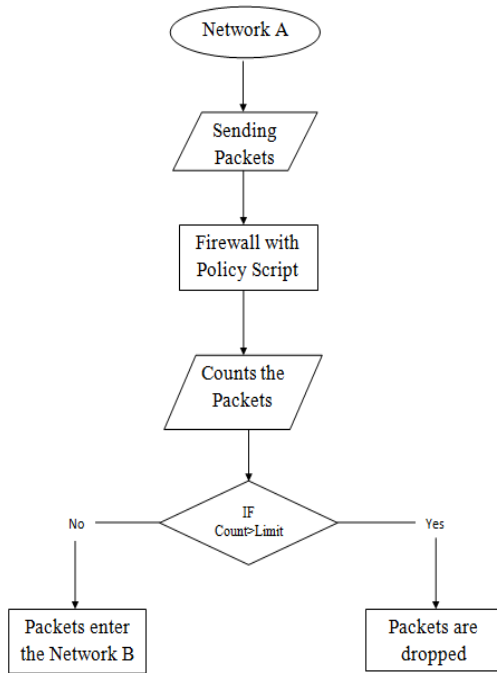 Network A
Sending
Packets
Firewall with
Policy Script
Counts the
Packets
IF
Count>Limit
No
Yes
Packets enter
the Network B
Packets are
dropped